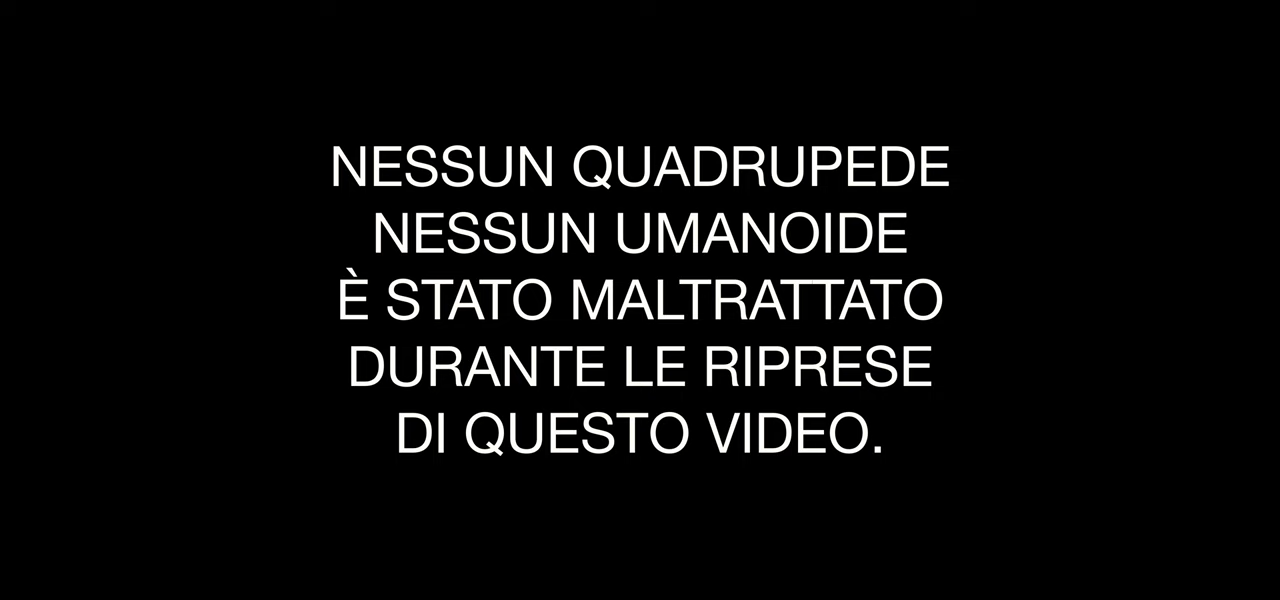 NESSUN QUADRUPEDE
NESSUN UMANOIDE
È STATO MALTRATTATO
DURANTE LE RIPRESE
DI QUESTO VIDEO.